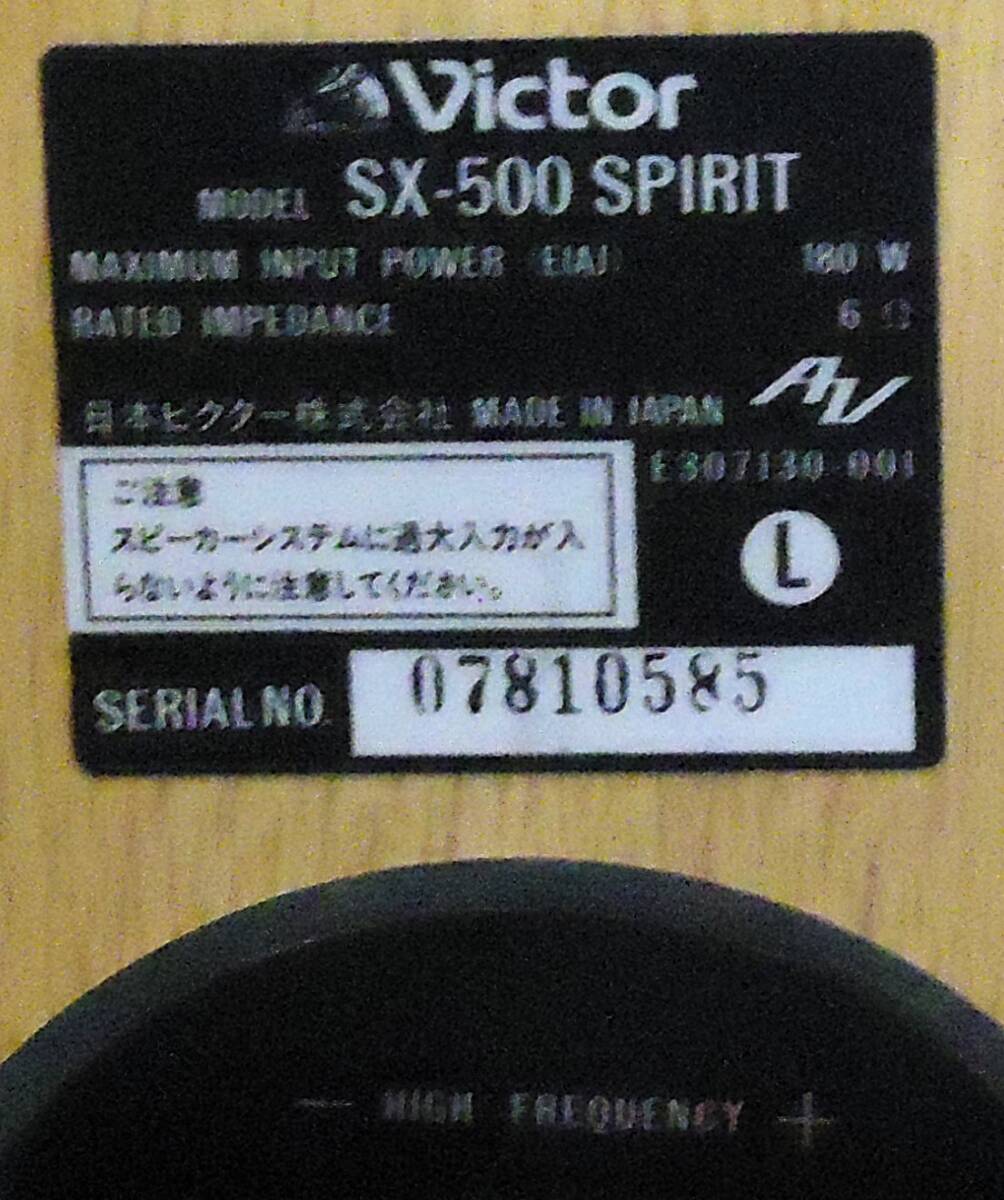 Victor
MODEL SX-500 SPIRIT
MAXIMUM INPUT POWER (EIAJ) 180 W
RATED IMPEDANCE 6 Ω
AV
日本ビクター株式会社 MADE IN JAPAN
E307130-001
ご注意
スピーカーシステムに過大入力が入
らないように注意してください。
L
SERIAL NO. 07810585
— HIGH FREQUENCY +